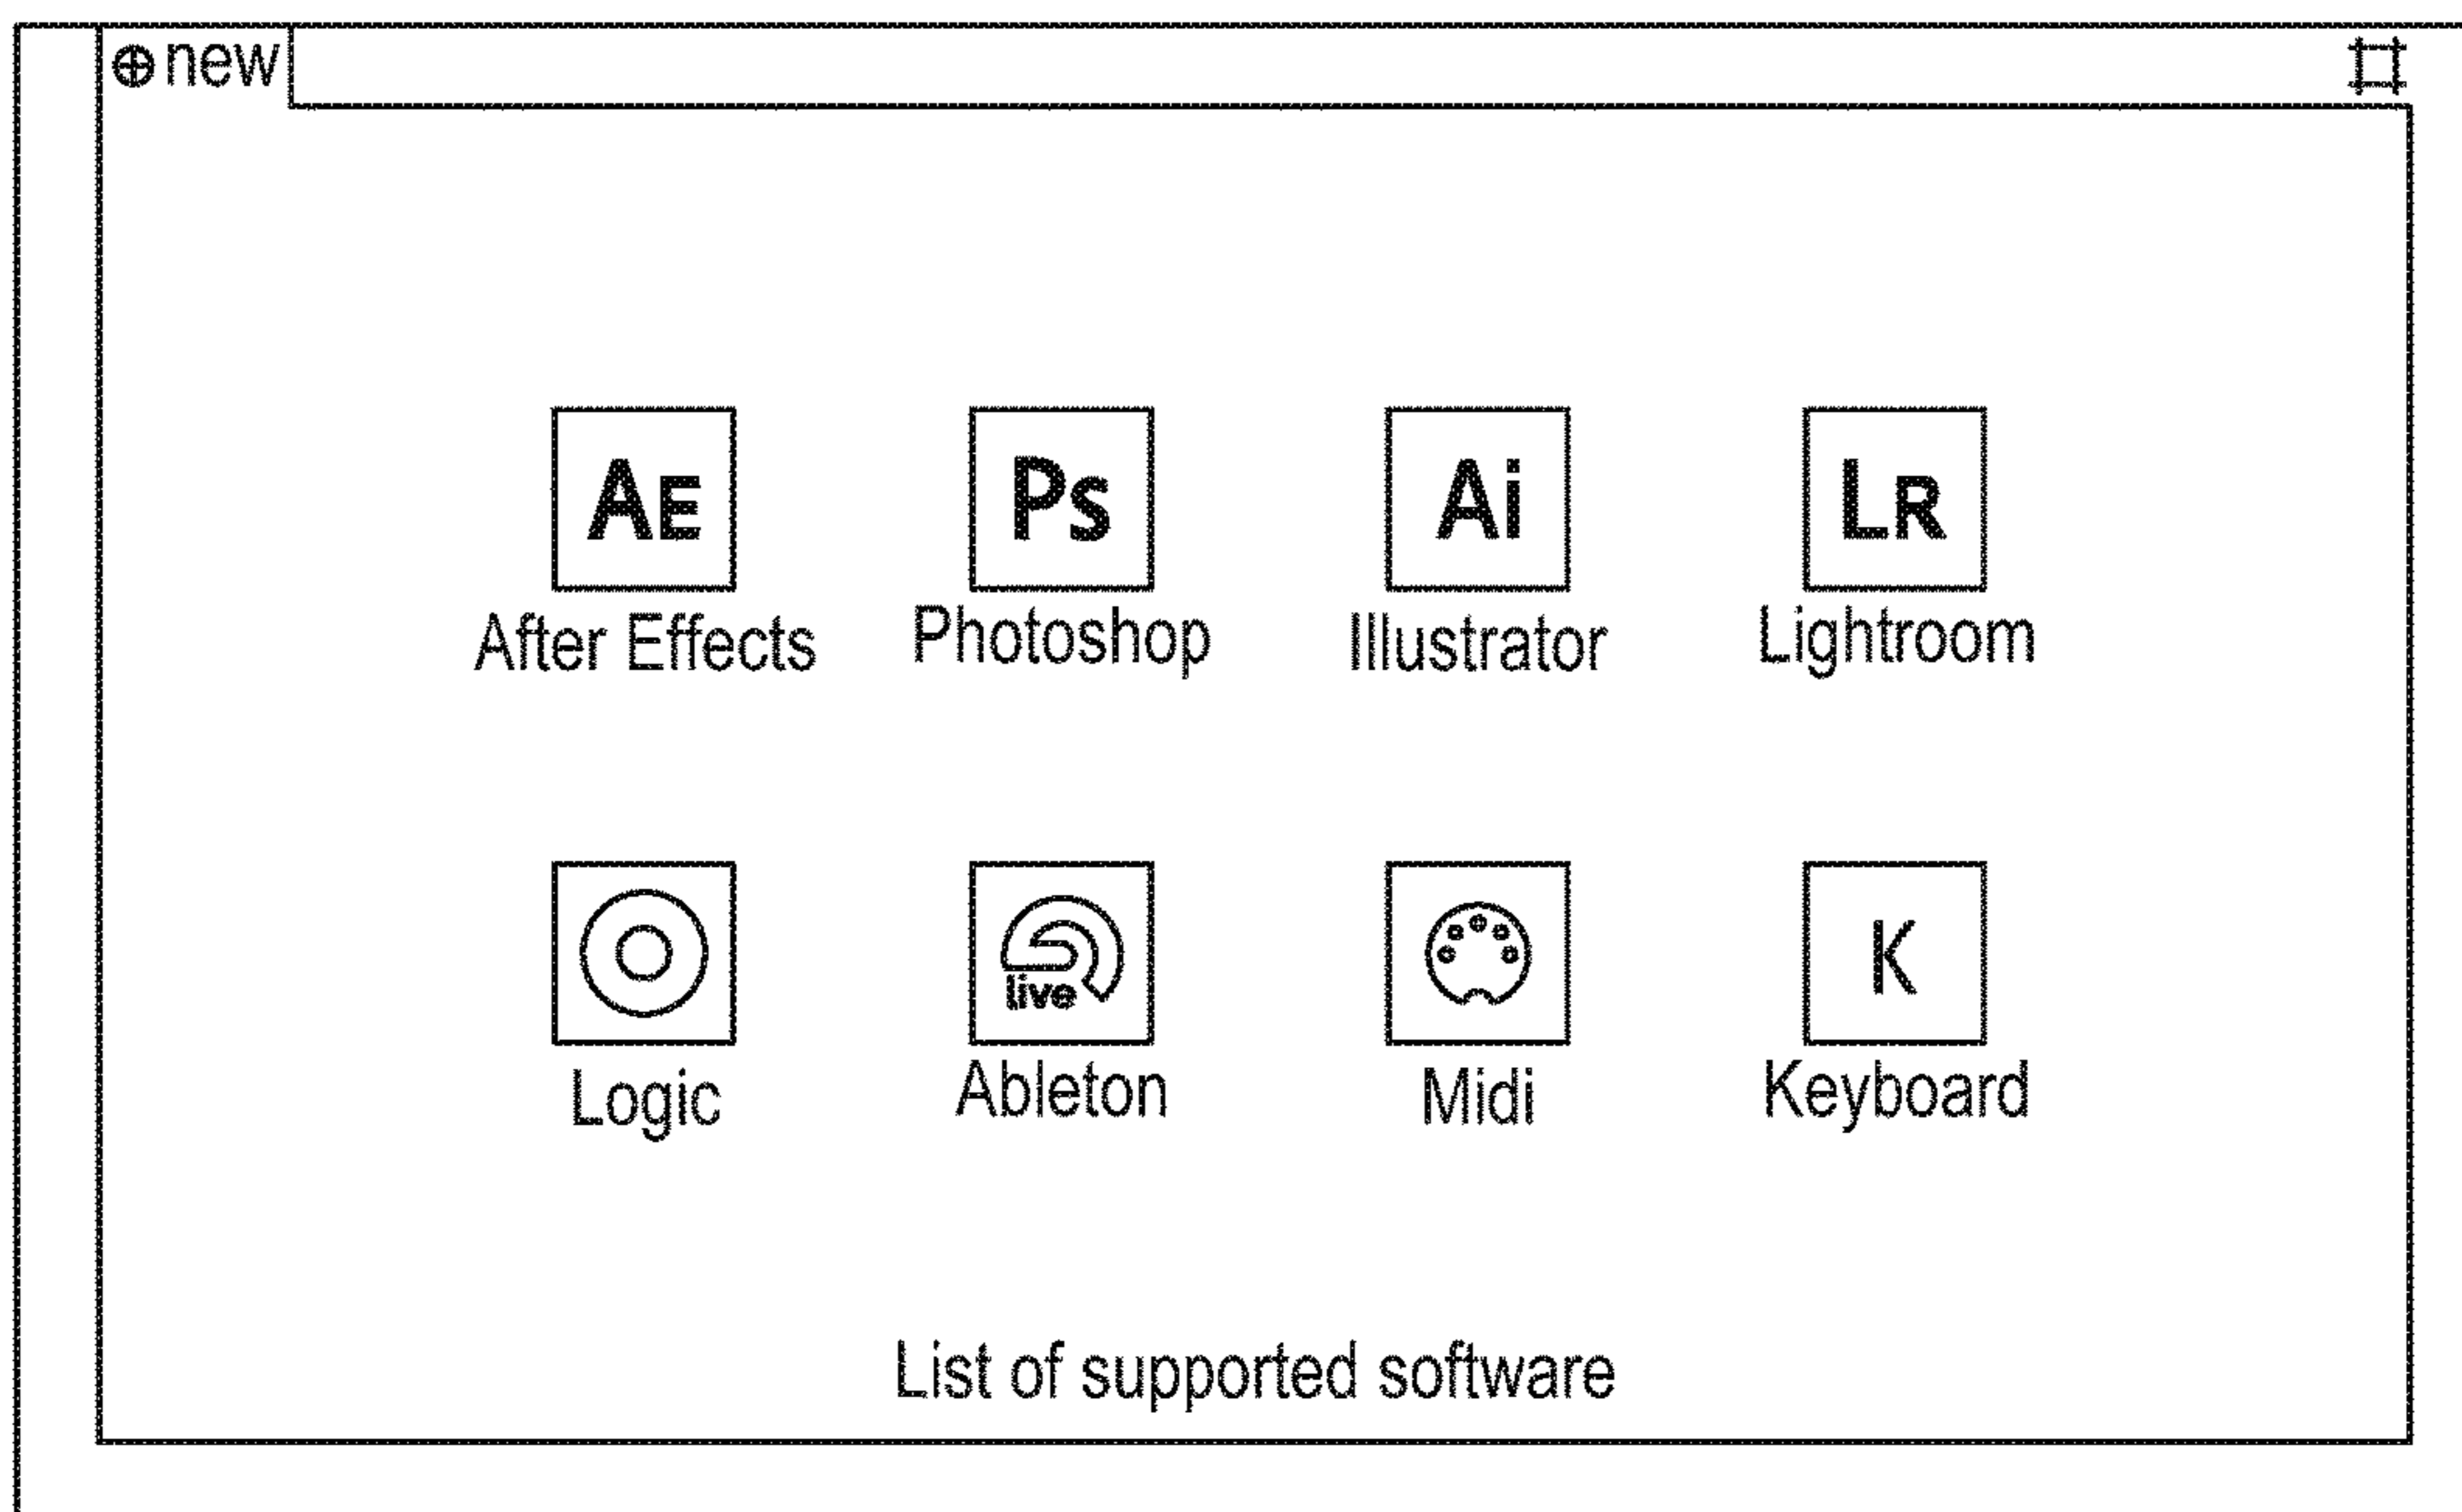 ⊕ new
AE Ps Ai LR
After Effects Photoshop Illustrator Lightroom
live K
Logic Ableton Midi Keyboard
List of supported software